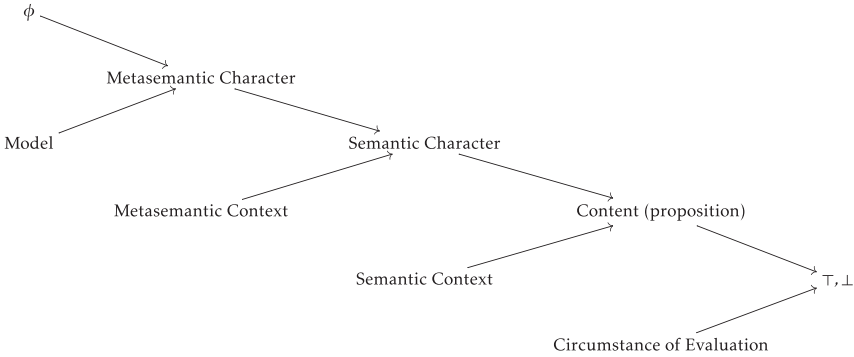 ϕ
Metasemantic Character
Model
Semantic Character
Metasemantic Context
Content (proposition)
Semantic Context
⊤, ⊥
Circumstance of Evaluation